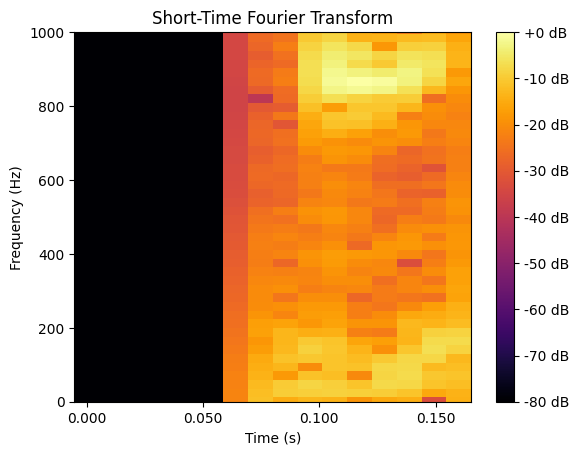 Short-Time Fourier Transform
Frequency (Hz)
1000
800
600
400
200
0
0.000
0.050
0.100
0.150
Time (s)
+0 dB
-10 dB
-20 dB
-30 dB
-40 dB
-50 dB
-60 dB
-70 dB
-80 dB